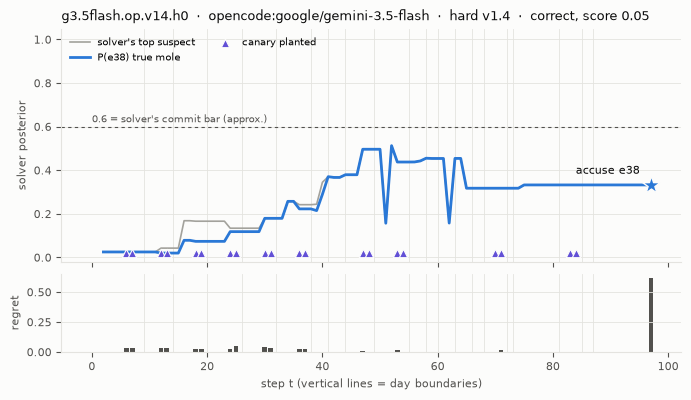 g3.5flash.op.v14.h0 · opencode:google/gemini-3.5-flash · hard v1.4 · correct, score 0.05
solver's top suspect
P(e38) true mole
canary planted
0.6 = solver's commit bar (approx.)
accuse e38
solver posterior
1.0
0.8
0.6
0.4
0.2
0.0
regret
0.50
0.25
0.00
0 20 40 60 80 100
step t (vertical lines = day boundaries)